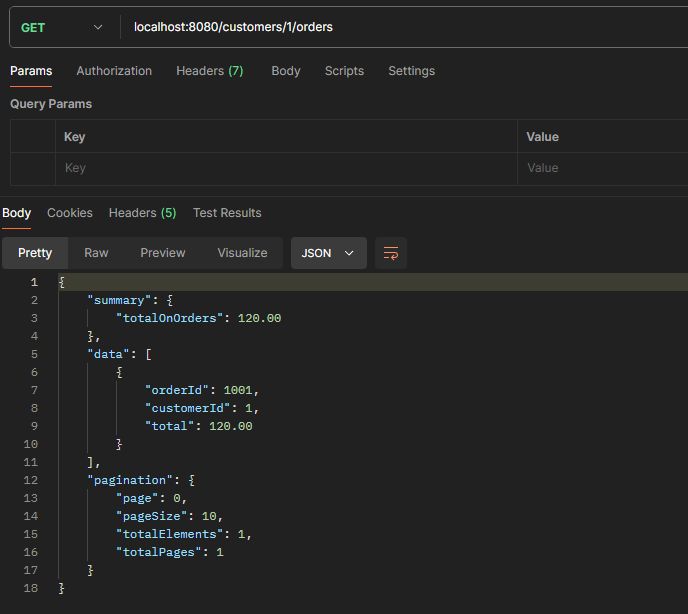 GET localhost:8080/customers/1/orders
Params Authorization Headers (7) Body Scripts Settings
Query Params
Key Value
Key Value
Body Cookies Headers (5) Test Results
Pretty Raw Preview Visualize JSON
1 {
2 "summary": {
3 "totalOnOrders": 120.00
4 },
5 "data": [
6 {
7 "orderId": 1001,
8 "customerId": 1,
9 "total": 120.00
10 }
11 ],
12 "pagination": {
13 "page": 0,
14 "pageSize": 10,
15 "totalElements": 1,
16 "totalPages": 1
17 }
18 }